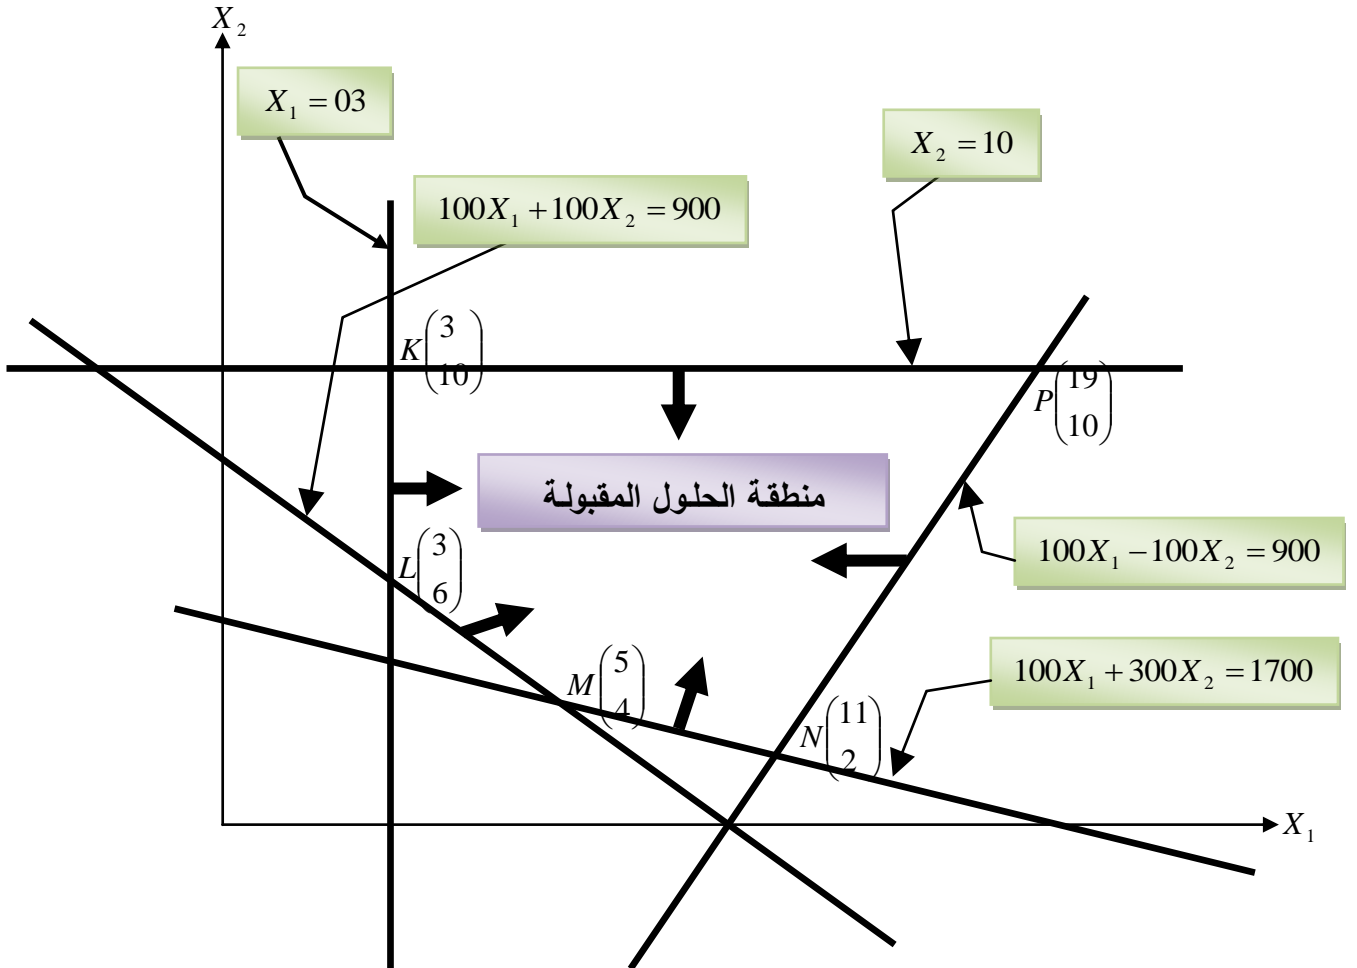 X₂
X₁ = 03
X₂ = 10
100X₁ + 100X₂ = 900
K(3 10)
P(19 10)
منطقة الحلول المقبولة
100X₁ − 100X₂ = 900
L(3 6)
M(5 4)
100X₁ + 300X₂ = 1700
N(11 2)
X₁